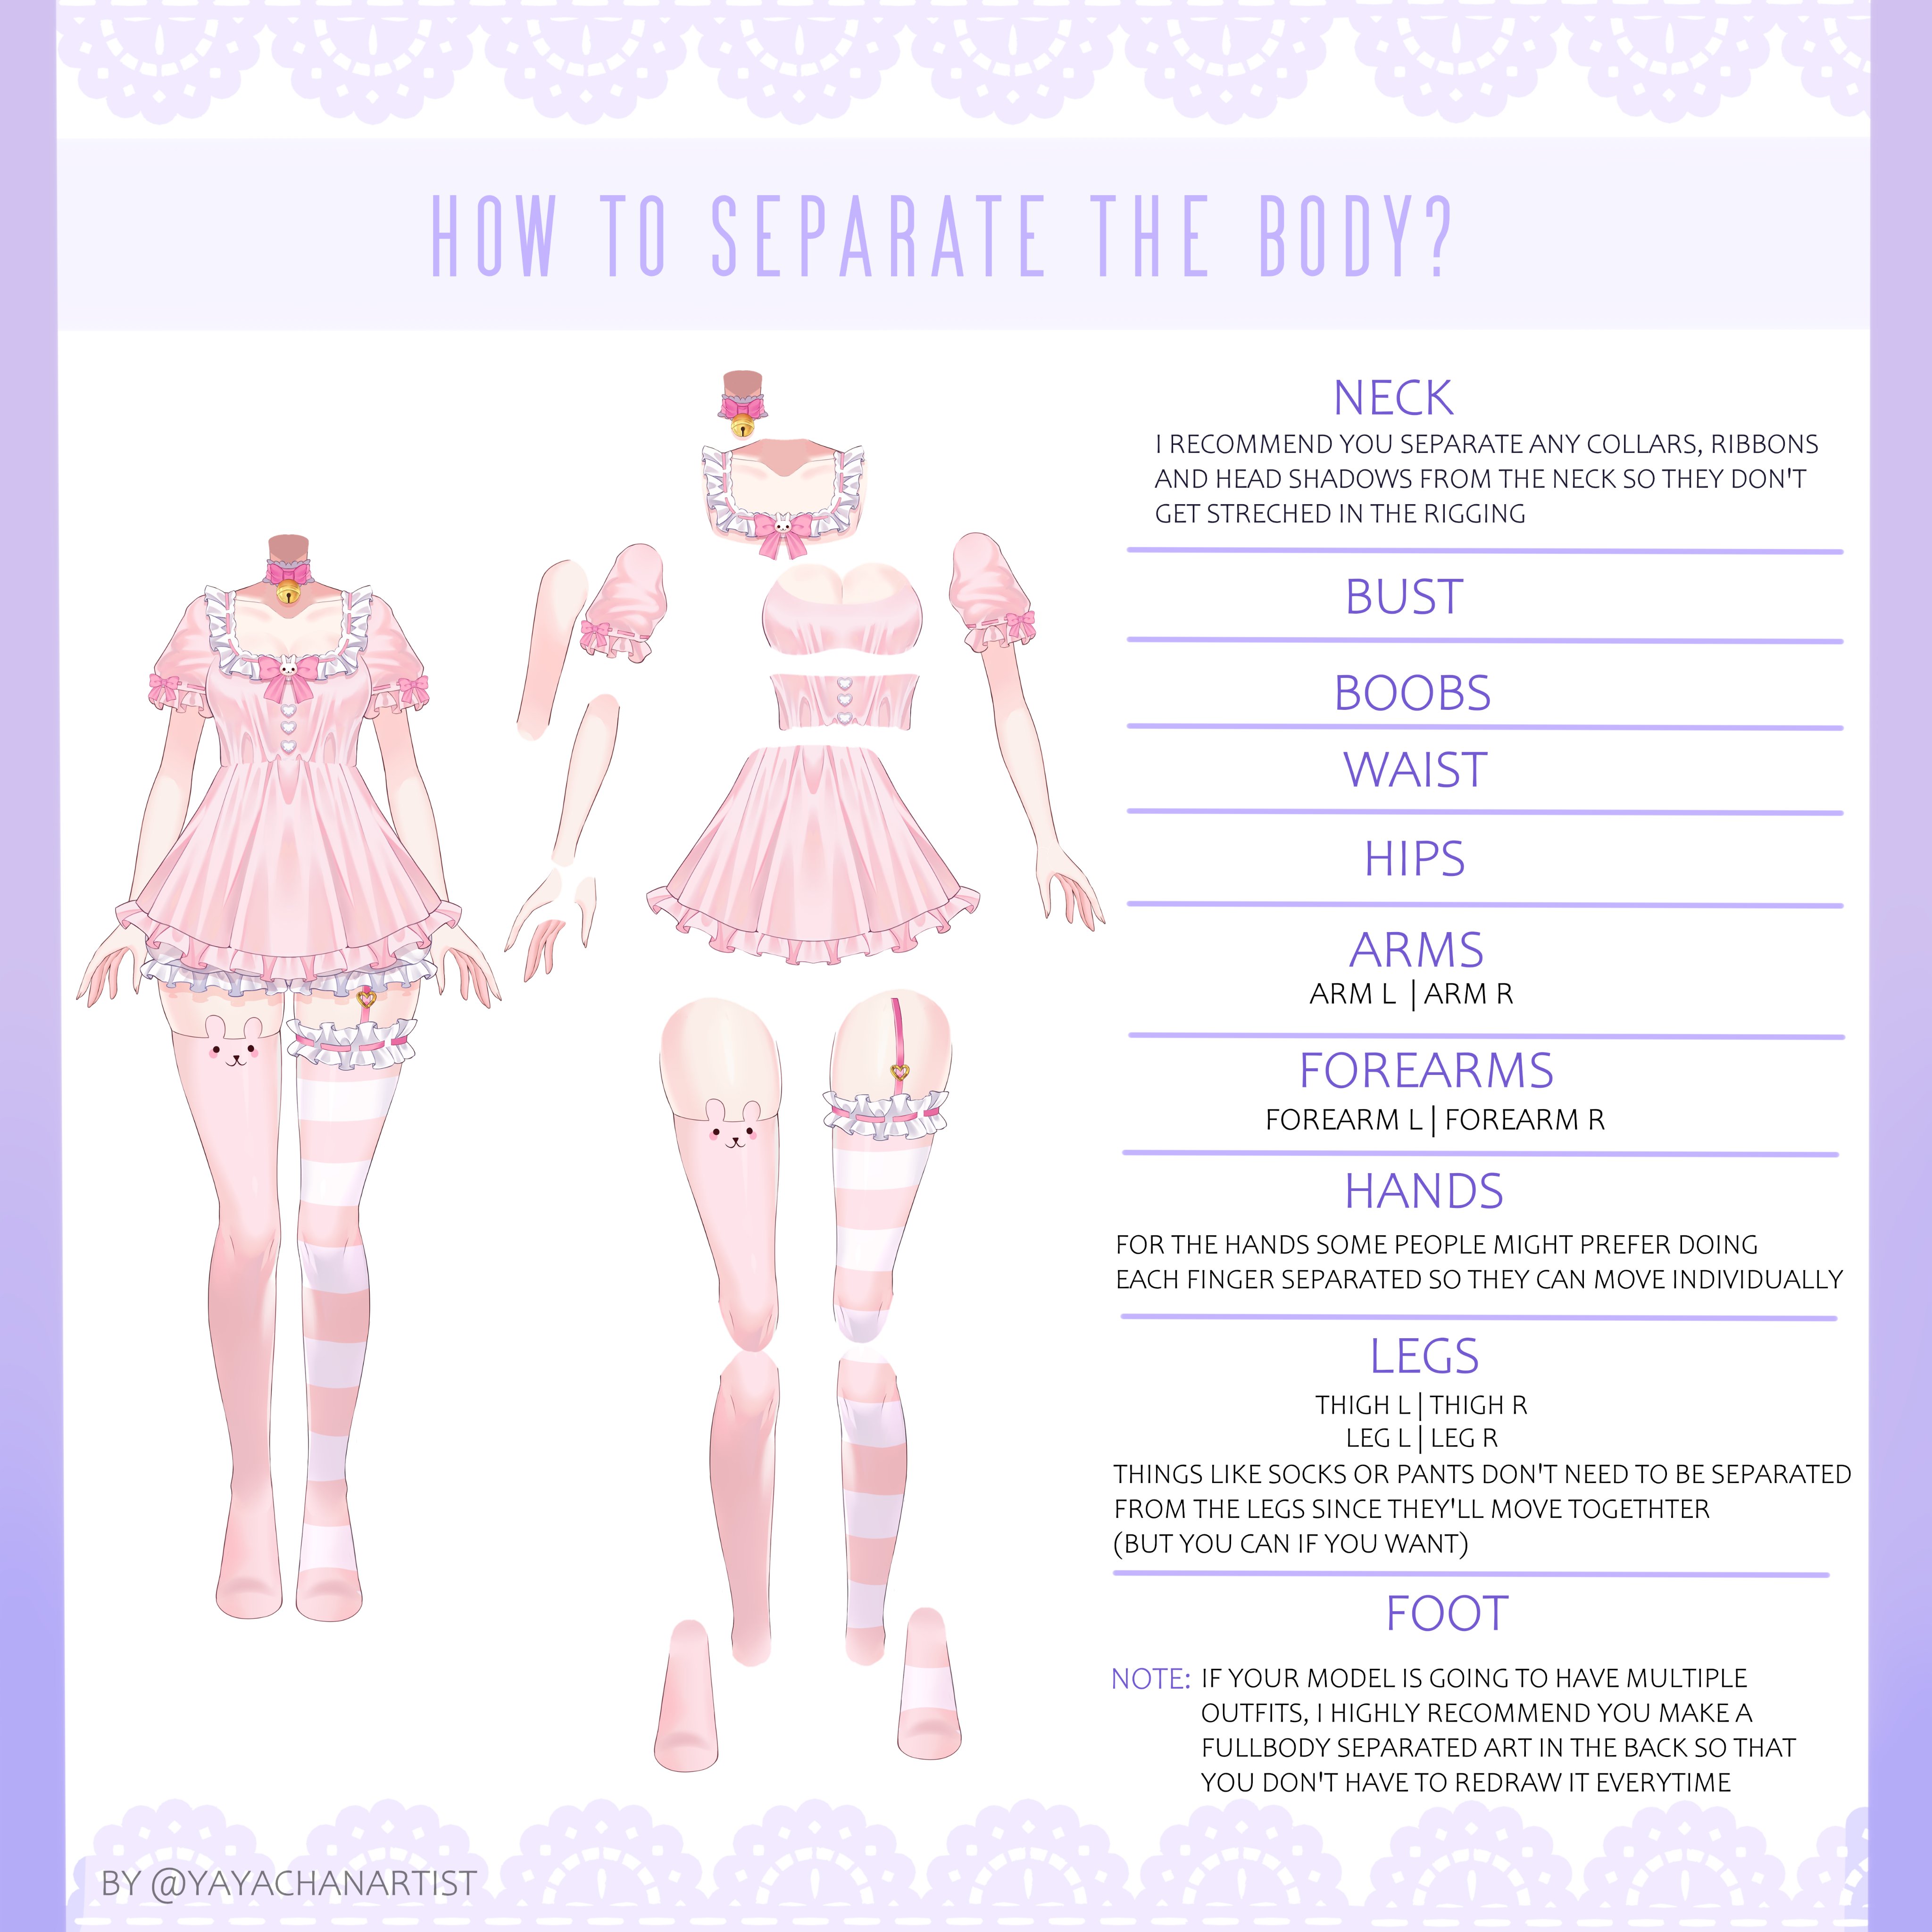 HOW TO SEPARATE THE BODY?
NECK
I RECOMMEND YOU SEPARATE ANY COLLARS, RIBBONS
AND HEAD SHADOWS FROM THE NECK SO THEY DON'T
GET STRECHED IN THE RIGGING
BUST
BOOBS
WAIST
HIPS
ARMS
ARM L | ARM R
FOREARMS
FOREARM L | FOREARM R
HANDS
FOR THE HANDS SOME PEOPLE MIGHT PREFER DOING
EACH FINGER SEPARATED SO THEY CAN MOVE INDIVIDUALLY
LEGS
THIGH L | THIGH R
LEG L | LEG R
THINGS LIKE SOCKS OR PANTS DON'T NEED TO BE SEPARATED
FROM THE LEGS SINCE THEY'LL MOVE TOGETHTER
(BUT YOU CAN IF YOU WANT)
FOOT
NOTE: IF YOUR MODEL IS GOING TO HAVE MULTIPLE
OUTFITS, I HIGHLY RECOMMEND YOU MAKE A
FULLBODY SEPARATED ART IN THE BACK SO THAT
YOU DON'T HAVE TO REDRAW IT EVERYTIME
BY @YAYACHANARTIST